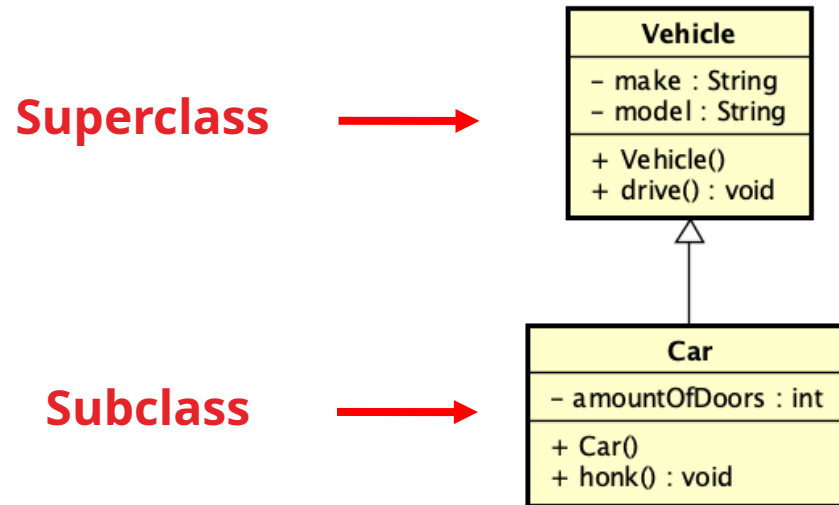 Vehicle
– make : String
– model : String
+ Vehicle()
+ drive() : void
Superclass
Car
– amountOfDoors : int
+ Car()
+ honk() : void
Subclass